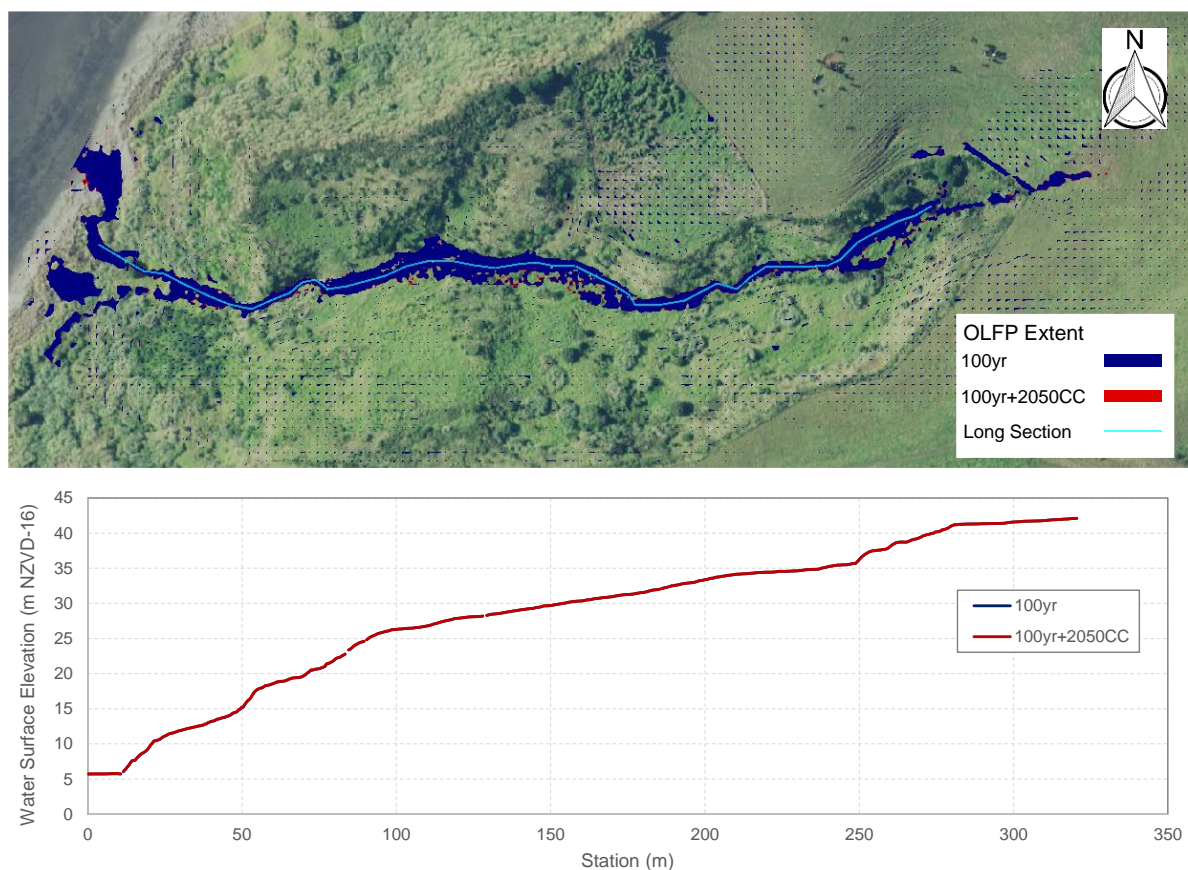 N
OLFP Extent
100yr
100yr+2050CC
Long Section
45
40
35
30
25
20
15
10
5
0
Water Surface Elevation (m NZVD-16)
100yr
100yr+2050CC
0 50 100 150 200 250 300 350
Station (m)